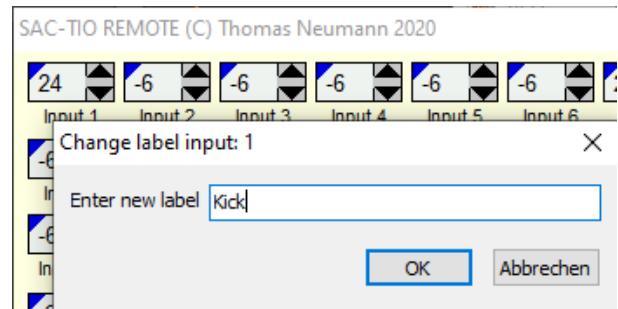 SAC-TIO REMOTE (C) Thomas Neumann 2020
24 -6 -6 -6 -6 -6
Input 1 Input 2 Input 3 Input 4 Input 5 Input 6
Change label input: 1
Enter new label Kick
OK Abbrechen